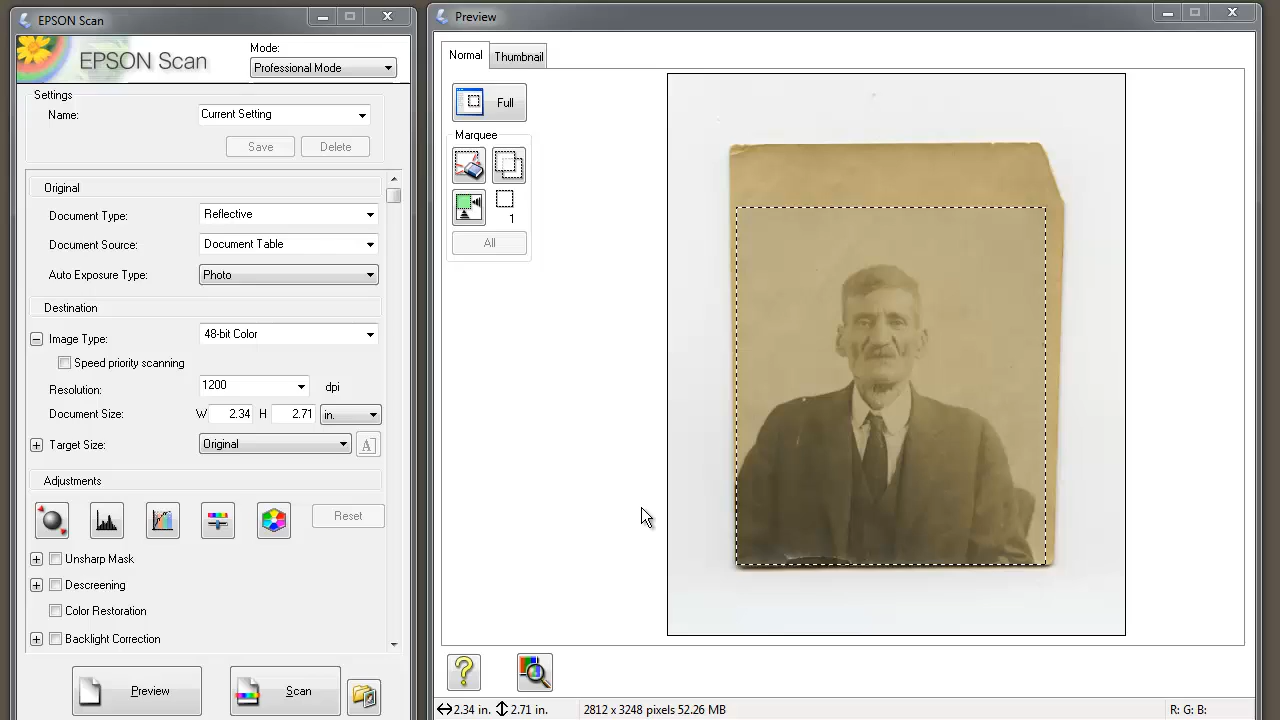 EPSON Scan
EPSON Scan
Mode:
Professional Mode
Settings
Name:
Current Setting
Save
Delete
Original
Document Type:
Reflective
Document Source:
Document Table
Auto Exposure Type:
Photo
Destination
Image Type:
48-bit Color
Speed priority scanning
Resolution:
1200
dpi
Document Size:
W
2.34
H
2.71
in.
Target Size:
Original
A
Adjustments
Reset
Unsharp Mask
Descreening
Color Restoration
Backlight Correction
Preview
Scan
Preview
Normal
Thumbnail
Full
Marquee
1
All
?
2.34 in.
2.71 in.
2812 x 3248 pixels 52.26 MB
R: G: B: